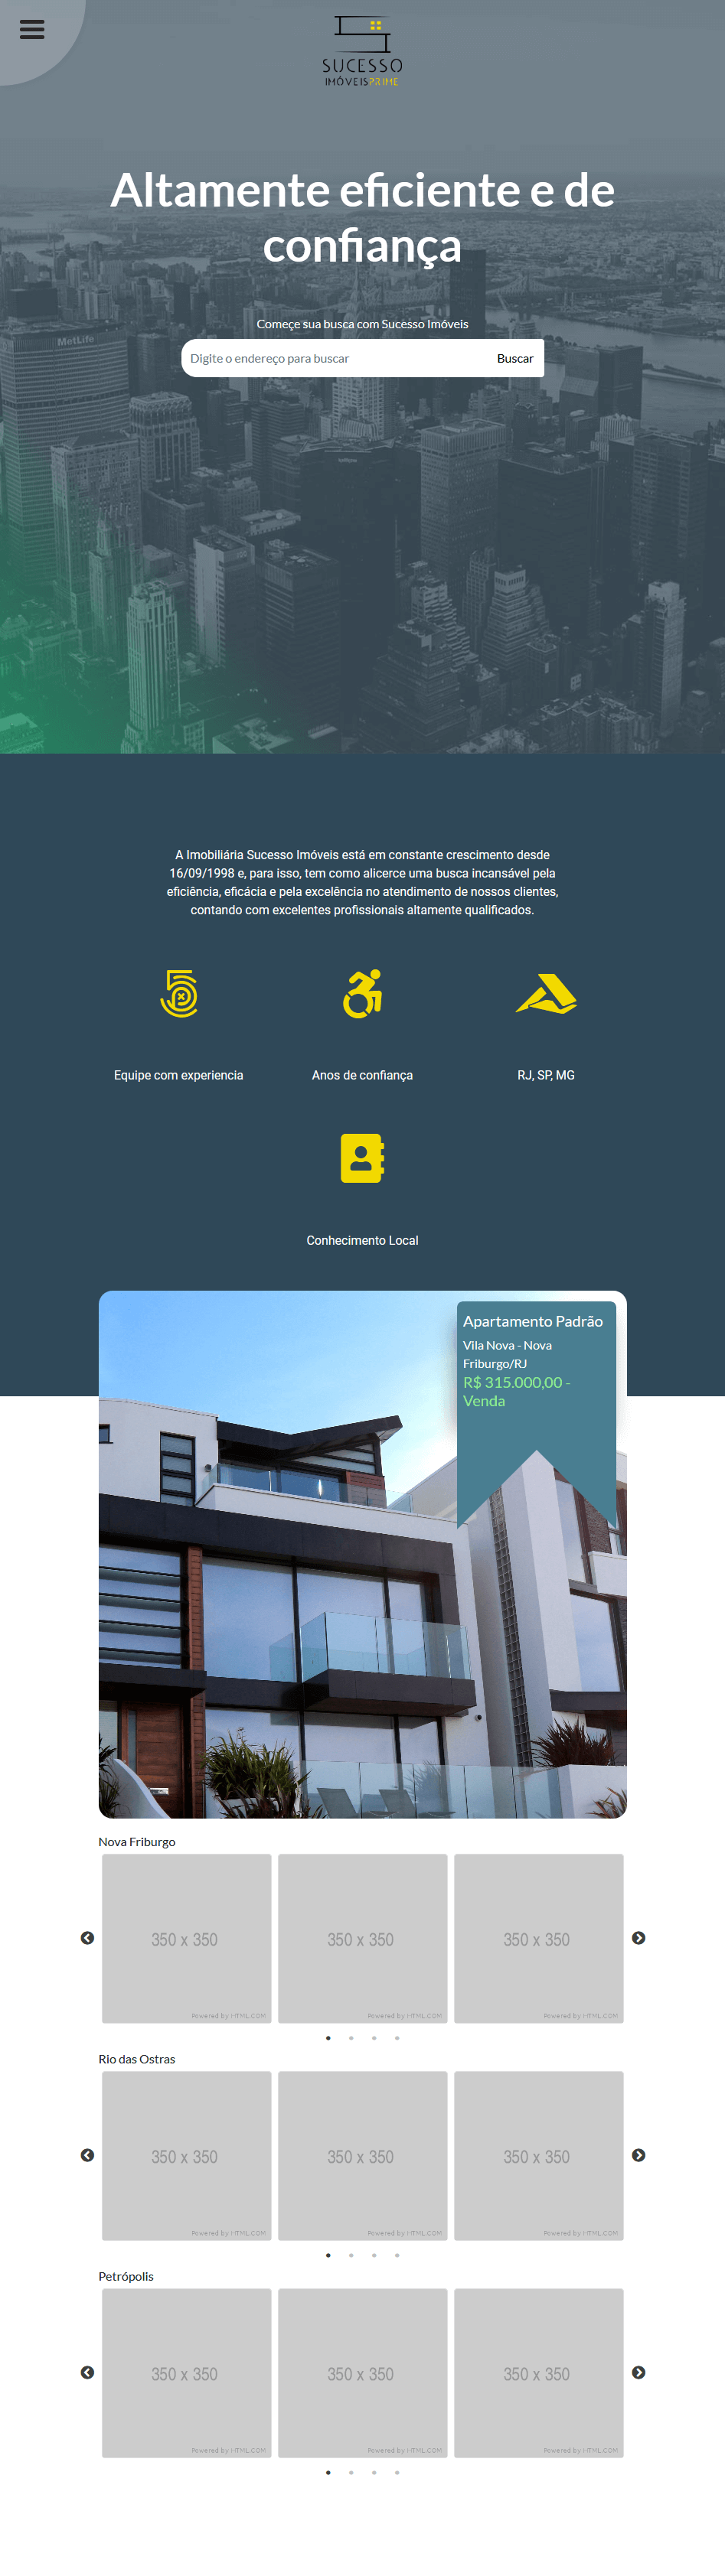 SUCESSO
IMÓVEISPRIME
Altamente eficiente e de
confiança
MetLife
Começe sua busca com Sucesso Imóveis
Digite o endereço para buscar
Buscar
A Imobiliária Sucesso Imóveis está em constante crescimento desde
16/09/1998 e, para isso, tem como alicerce uma busca incansável pela
eficiência, eficácia e pela excelência no atendimento de nossos clientes,
contando com excelentes profissionais altamente qualificados.
Equipe com experiencia
Anos de confiança
RJ, SP, MG
Conhecimento Local
Apartamento Padrão
Vila Nova - Nova
Friburgo/RJ
R$ 315.000,00 -
Venda
Nova Friburgo
350 x 350
Powered by HTML.COM
350 x 350
Powered by HTML.COM
350 x 350
Powered by HTML.COM
Rio das Ostras
350 x 350
Powered by HTML.COM
350 x 350
Powered by HTML.COM
350 x 350
Powered by HTML.COM
Petrópolis
350 x 350
Powered by HTML.COM
350 x 350
Powered by HTML.COM
350 x 350
Powered by HTML.COM